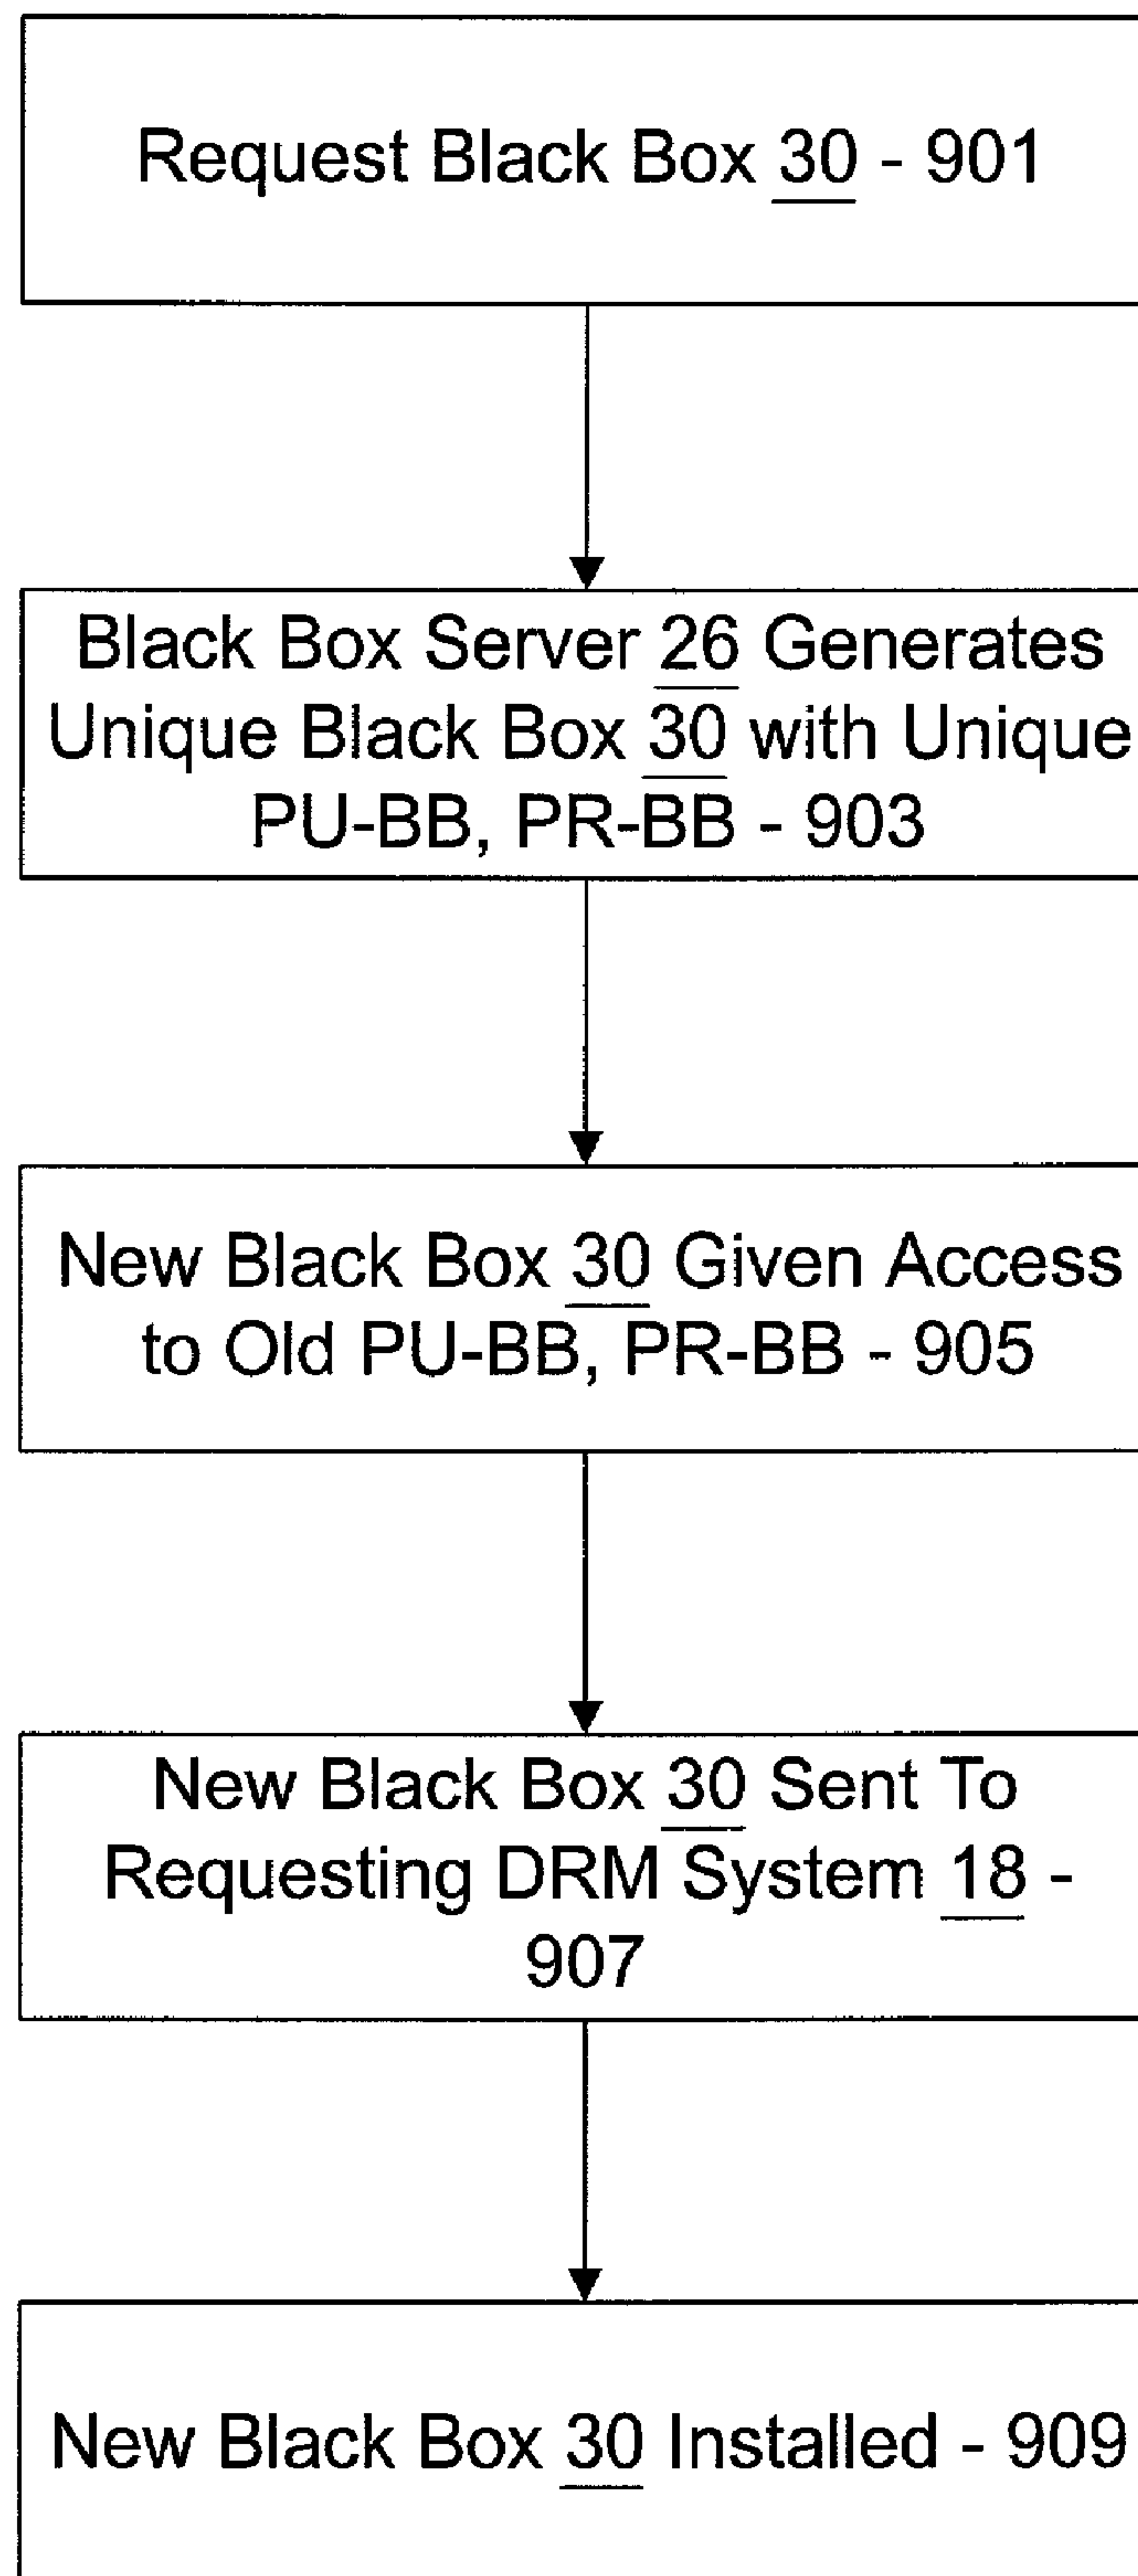 Request Black Box 30 - 901
Black Box Server 26 Generates
Unique Black Box 30 with Unique
PU-BB, PR-BB - 903
New Black Box 30 Given Access
to Old PU-BB, PR-BB - 905
New Black Box 30 Sent To
Requesting DRM System 18 -
907
New Black Box 30 Installed - 909